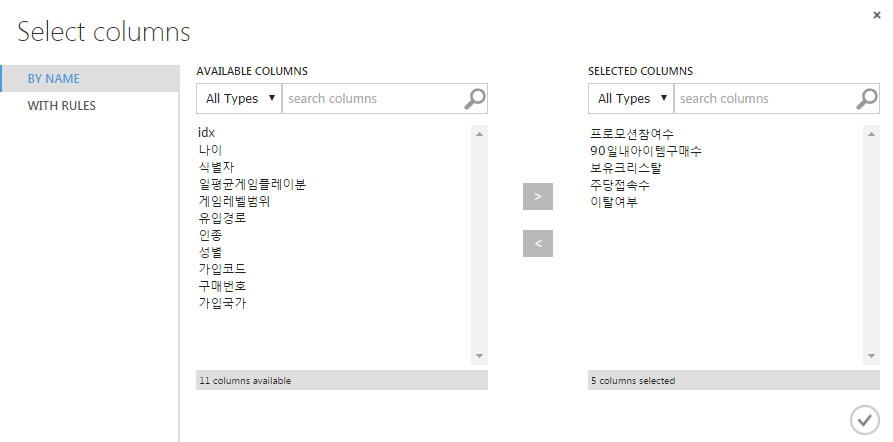 Select columns
BY NAME
WITH RULES
AVAILABLE COLUMNS
All Types
search columns
idx
나이
식별자
일평균게임플레이분
게임레벨범위
유입경로
인종
성별
가입코드
구매번호
가입국가
11 columns available
>
<
SELECTED COLUMNS
All Types
search columns
프로모션참여수
90일내아이템구매수
보유크리스탈
주당접속수
이탈여부
5 columns selected